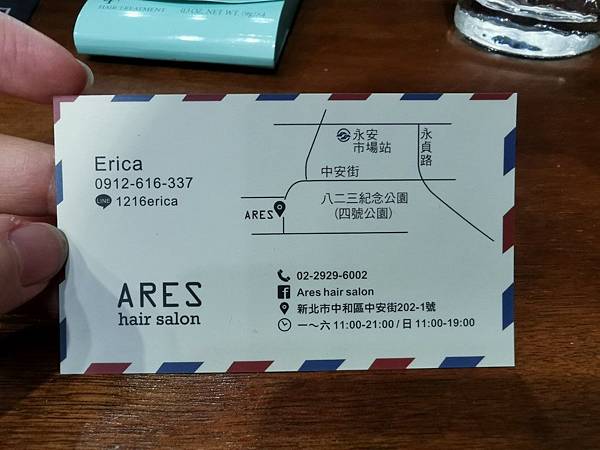 HAIR TREATMENT
Erica
0912-616-337
LINE 1216erica
永安
市場站
永貞路
中安街
ARES
八二三紀念公園
(四號公園)
ARES
hair salon
02-2929-6002
Ares hair salon
新北市中和區中安街202-1號
一～六 11:00-21:00 / 日 11:00-19:00